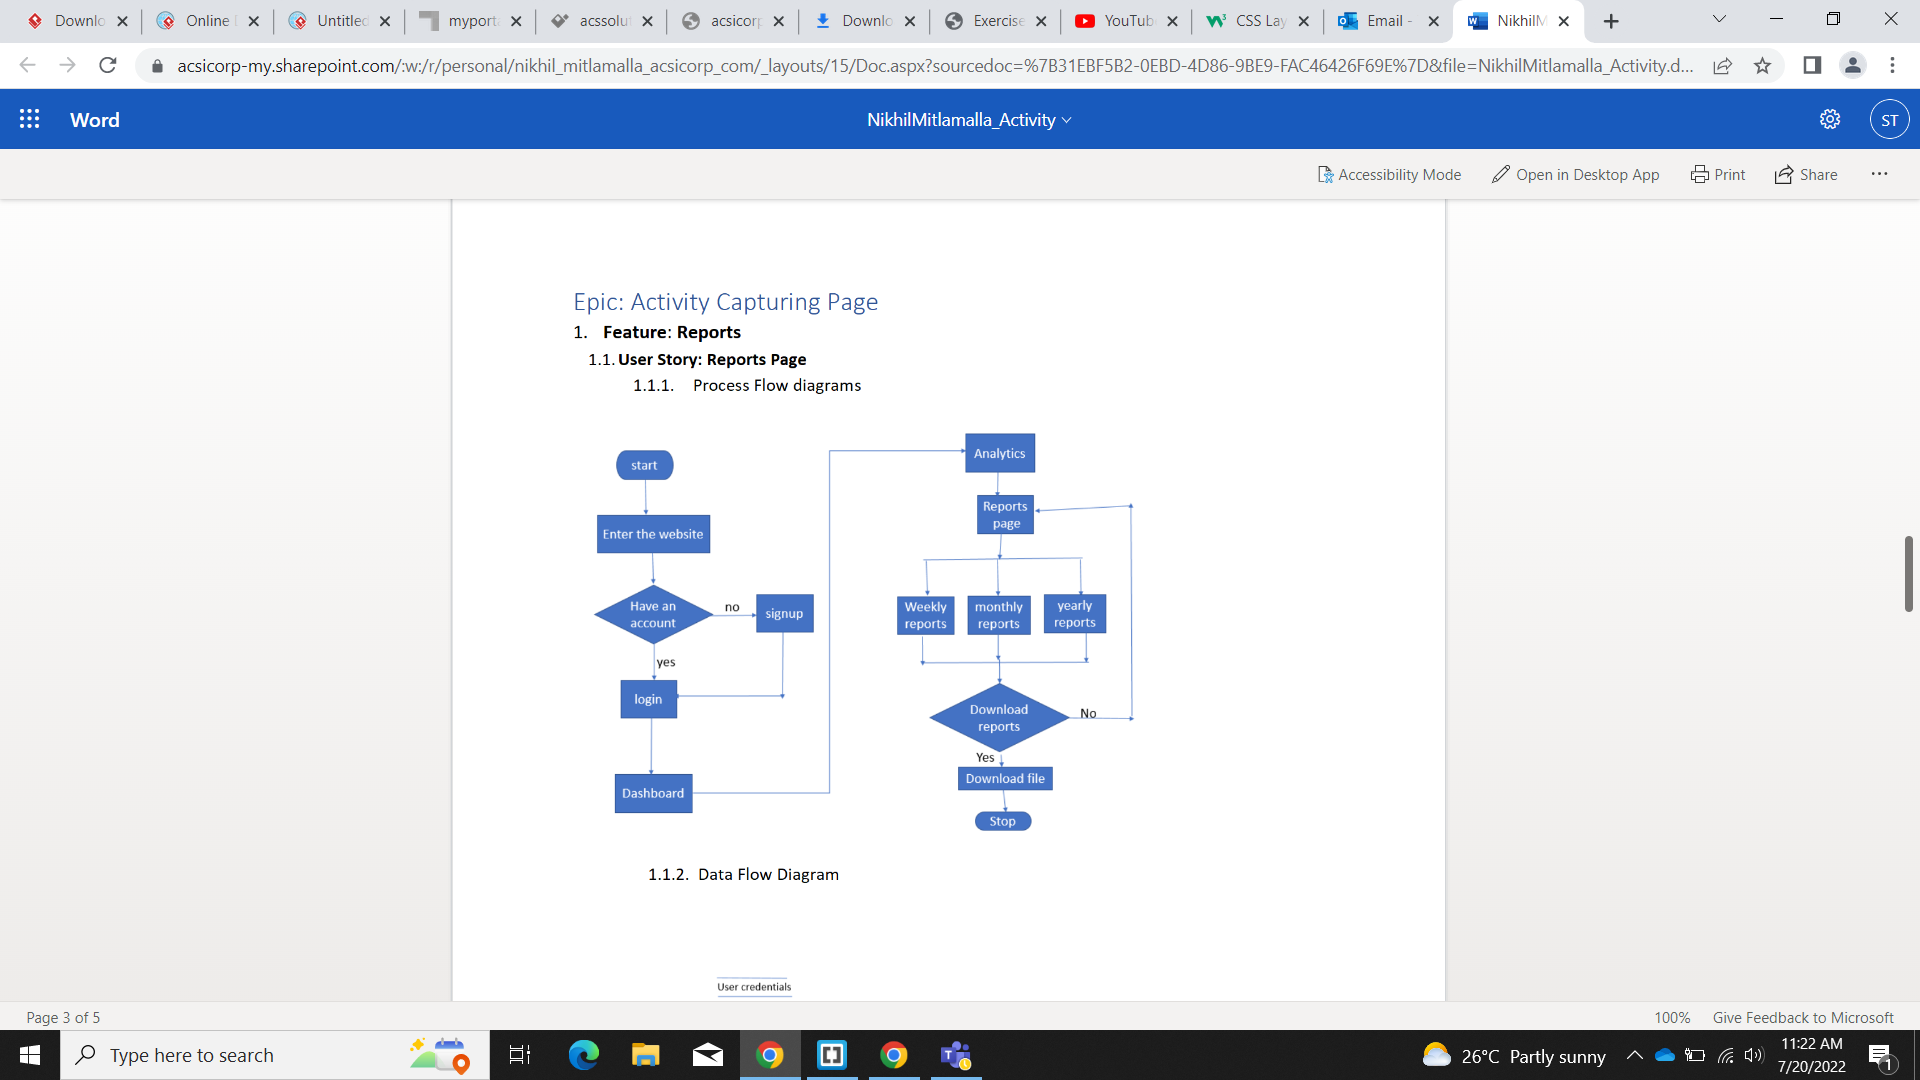 Downlo
Online
Untitled
myport
acssolut
acsicorp
Downlo
Exercise
YouTub
CSS Lay
Email -
NikhilM
acsicorp-my.sharepoint.com/:w:/r/personal/nikhil_mitlamalla_acsicorp_com/_layouts/15/Doc.aspx?sourcedoc=%7B31EBF5B2-0EBD-4D86-9BE9-FAC46426F69E%7D&file=NikhilMitlamalla_Activity.d...
Word
NikhilMitlamalla_Activity
ST
Accessibility Mode
Open in Desktop App
Print
Share
Epic: Activity Capturing Page
1. Feature: Reports
1.1. User Story: Reports Page
1.1.1. Process Flow diagrams
start
Enter the website
Have an
account
no
signup
yes
login
Dashboard
Analytics
Reports
page
Weekly
reports
monthly
reports
yearly
reports
Download
reports
No
Yes
Download file
Stop
1.1.2. Data Flow Diagram
User credentials
Page 3 of 5
100%
Give Feedback to Microsoft
Type here to search
26°C Partly sunny
11:22 AM
7/20/2022
1